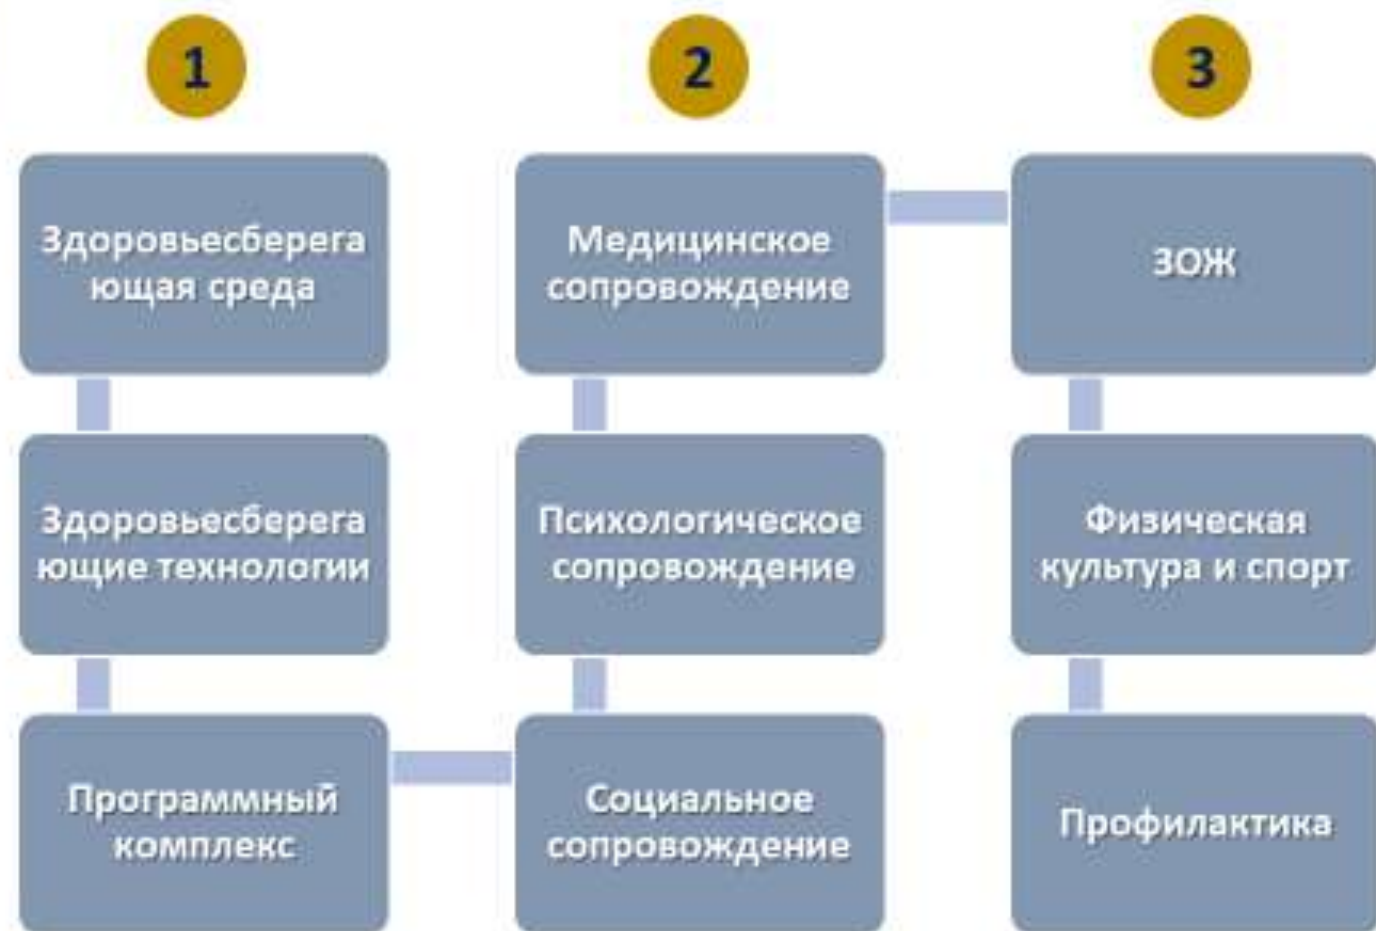 1
Здоровьесберега
ющая среда
Здоровьесберега
ющие технологии
Программный
комплекс
2
Медицинское
сопровождение
Психологическое
сопровождение
Социальное
сопровождение
3
ЗОЖ
Физическая
культура и спорт
Профилактика